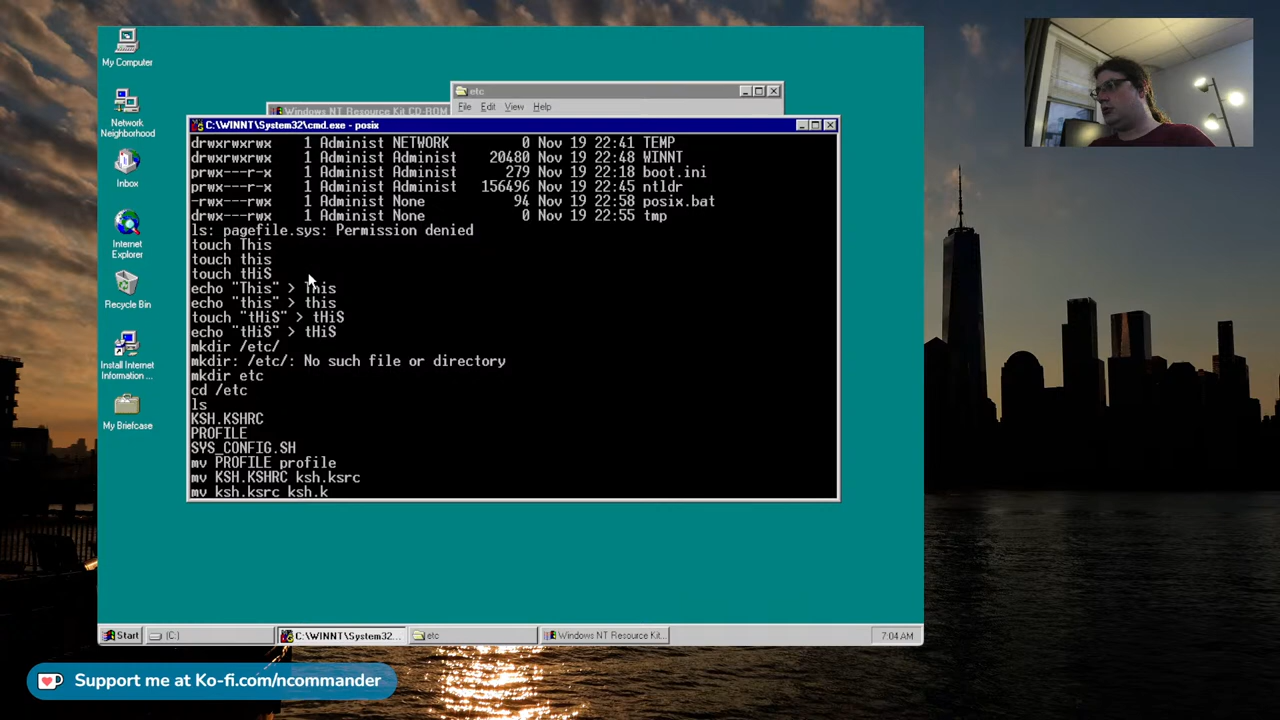 My Computer
Network
Neighborhood
Inbox
Internet
Explorer
Recycle Bin
Install Internet
Information ...
My Briefcase
etc
File Edit View Help
Windows NT Resource Kit CD-ROM
C:\WINNT\System32\cmd.exe - posix
drwxrwxrwx 1 Administ NETWORK 0 Nov 19 22:41 TEMP
drwxrwxrwx 1 Administ Administ 20480 Nov 19 22:48 WINNT
prwx---r-x 1 Administ Administ 279 Nov 19 22:18 boot.ini
prwx---r-x 1 Administ Administ 156496 Nov 19 22:45 ntldr
-rwx---rwx 1 Administ None 94 Nov 19 22:58 posix.bat
drwx---rwx 1 Administ None 0 Nov 19 22:55 tmp
ls: pagefile.sys: Permission denied
touch This
touch this
touch tHiS
echo "This" > This
echo "this" > this
touch "tHiS" > tHiS
echo "tHiS" > tHiS
mkdir /etc/
mkdir: /etc/: No such file or directory
mkdir etc
cd /etc
ls
KSH.KSHRC
PROFILE
SYS_CONFIG.SH
mv PROFILE profile
mv KSH.KSHRC ksh.ksrc
mv ksh.ksrc ksh.k
Start
(C:)
C:\WINNT\System32...
etc
Windows NT Resource Kit...
7:04 AM
Support me at Ko-fi.com/ncommander